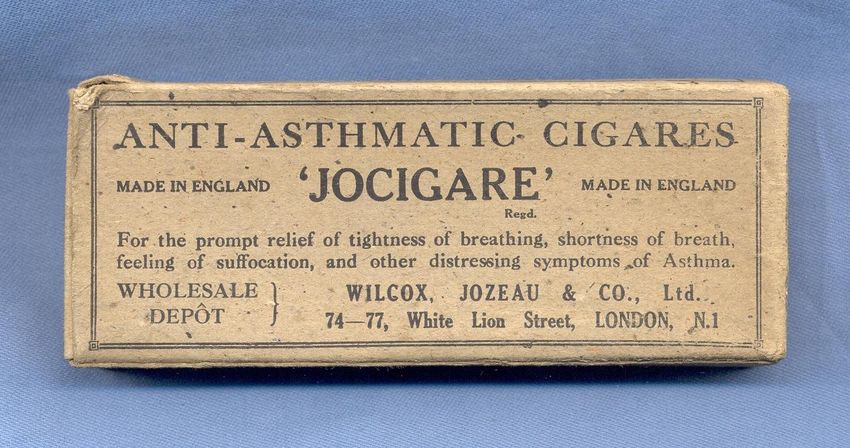 ANTI-ASTHMATIC CIGARES
MADE IN ENGLAND 'JOCIGARE' MADE IN ENGLAND
Regd.
For the prompt relief of tightness of breathing, shortness of breath,
feeling of suffocation, and other distressing symptoms of Asthma.
WHOLESALE DEPÔT } WILCOX, JOZEAU & CO., Ltd.
74—77, White Lion Street, LONDON, N.1